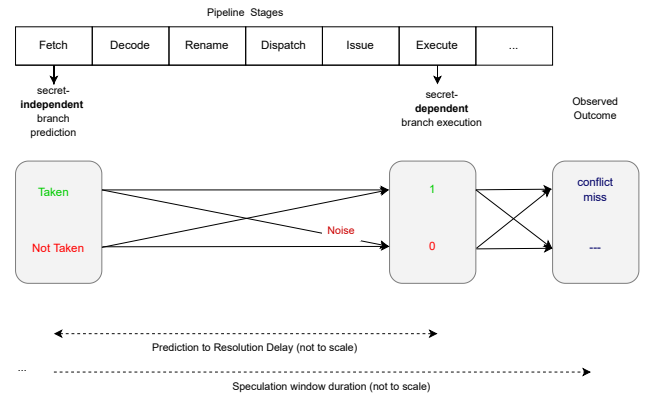 Pipeline Stages
Fetch Decode Rename Dispatch Issue Execute ...
secret-
independent
branch
prediction
secret-
dependent
branch execution
Observed
Outcome
Taken
Not Taken
Noise
1
0
conflict
miss
---
Prediction to Resolution Delay (not to scale)
...
Speculation window duration (not to scale)